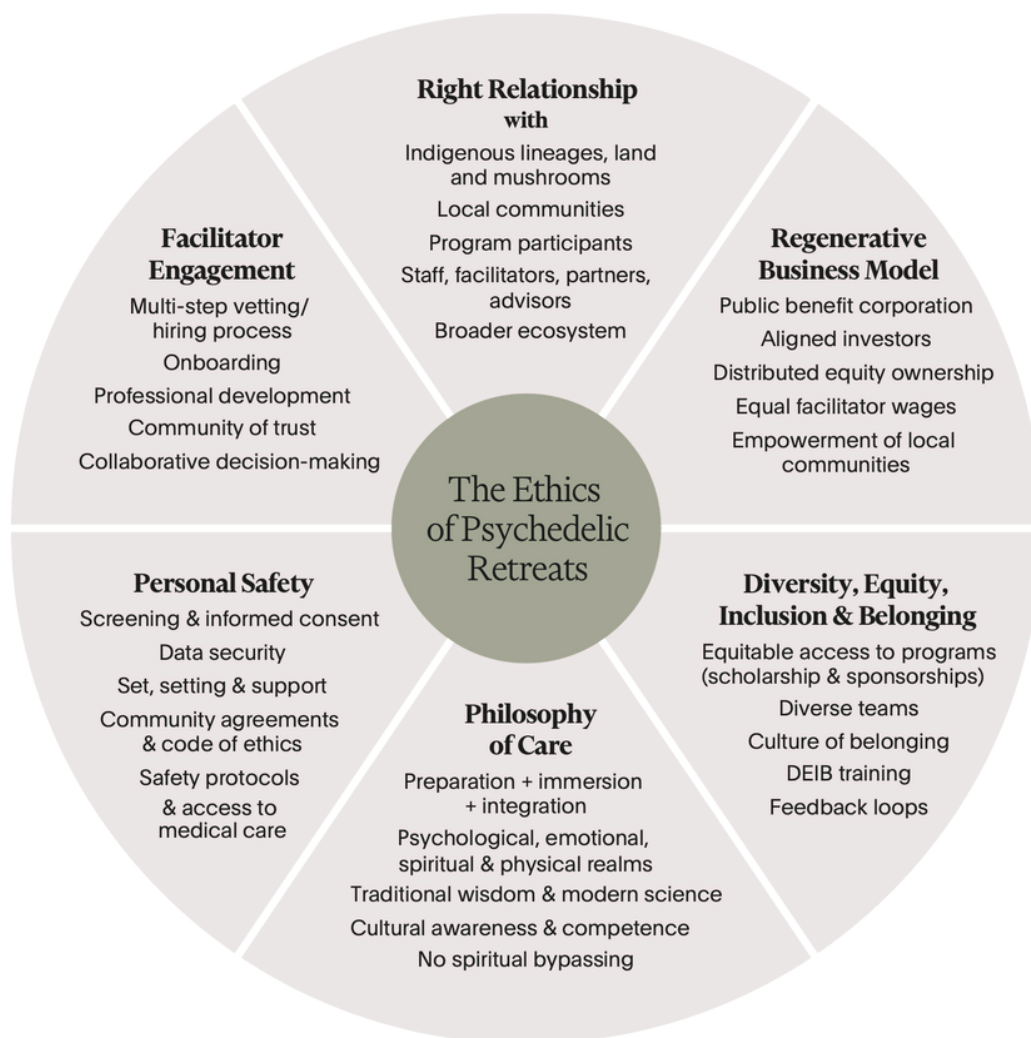 Right Relationship
with
Indigenous lineages, land
and mushrooms
Local communities
Program participants
Staff, facilitators, partners,
advisors
Broader ecosystem
Facilitator
Engagement
Multi-step vetting/
hiring process
Onboarding
Professional development
Community of trust
Collaborative decision-making
Regenerative
Business Model
Public benefit corporation
Aligned investors
Distributed equity ownership
Equal facilitator wages
Empowerment of local
communities
The Ethics
of Psychedelic
Retreats
Personal Safety
Screening & informed consent
Data security
Set, setting & support
Community agreements
& code of ethics
Safety protocols
& access to
medical care
Philosophy
of Care
Preparation + immersion
+ integration
Psychological, emotional,
spiritual & physical realms
Traditional wisdom & modern science
Cultural awareness & competence
No spiritual bypassing
Diversity, Equity,
Inclusion & Belonging
Equitable access to programs
(scholarship & sponsorships)
Diverse teams
Culture of belonging
DEIB training
Feedback loops